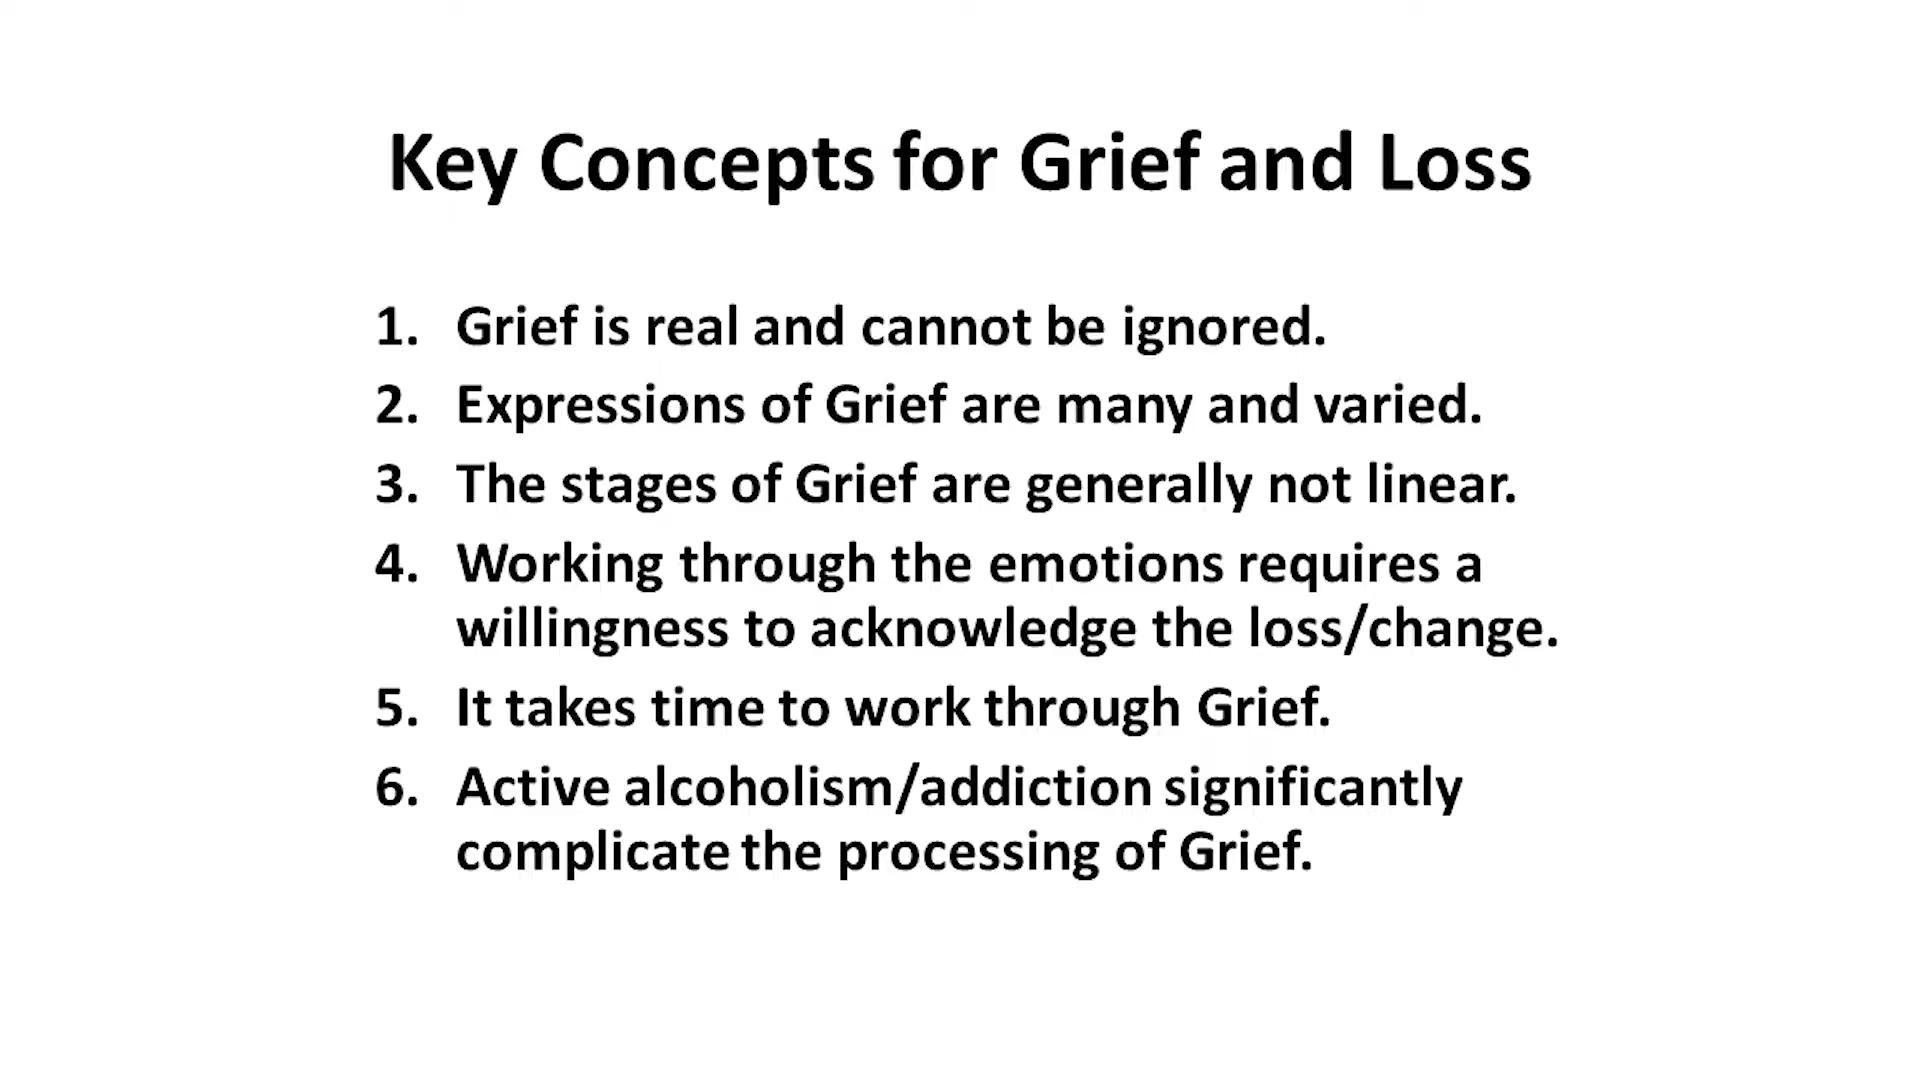 Key Concepts for Grief and Loss
1. Grief is real and cannot be ignored.
2. Expressions of Grief are many and varied.
3. The stages of Grief are generally not linear.
4. Working through the emotions requires a
willingness to acknowledge the loss/change.
5. It takes time to work through Grief.
6. Active alcoholism/addiction significantly
complicate the processing of Grief.